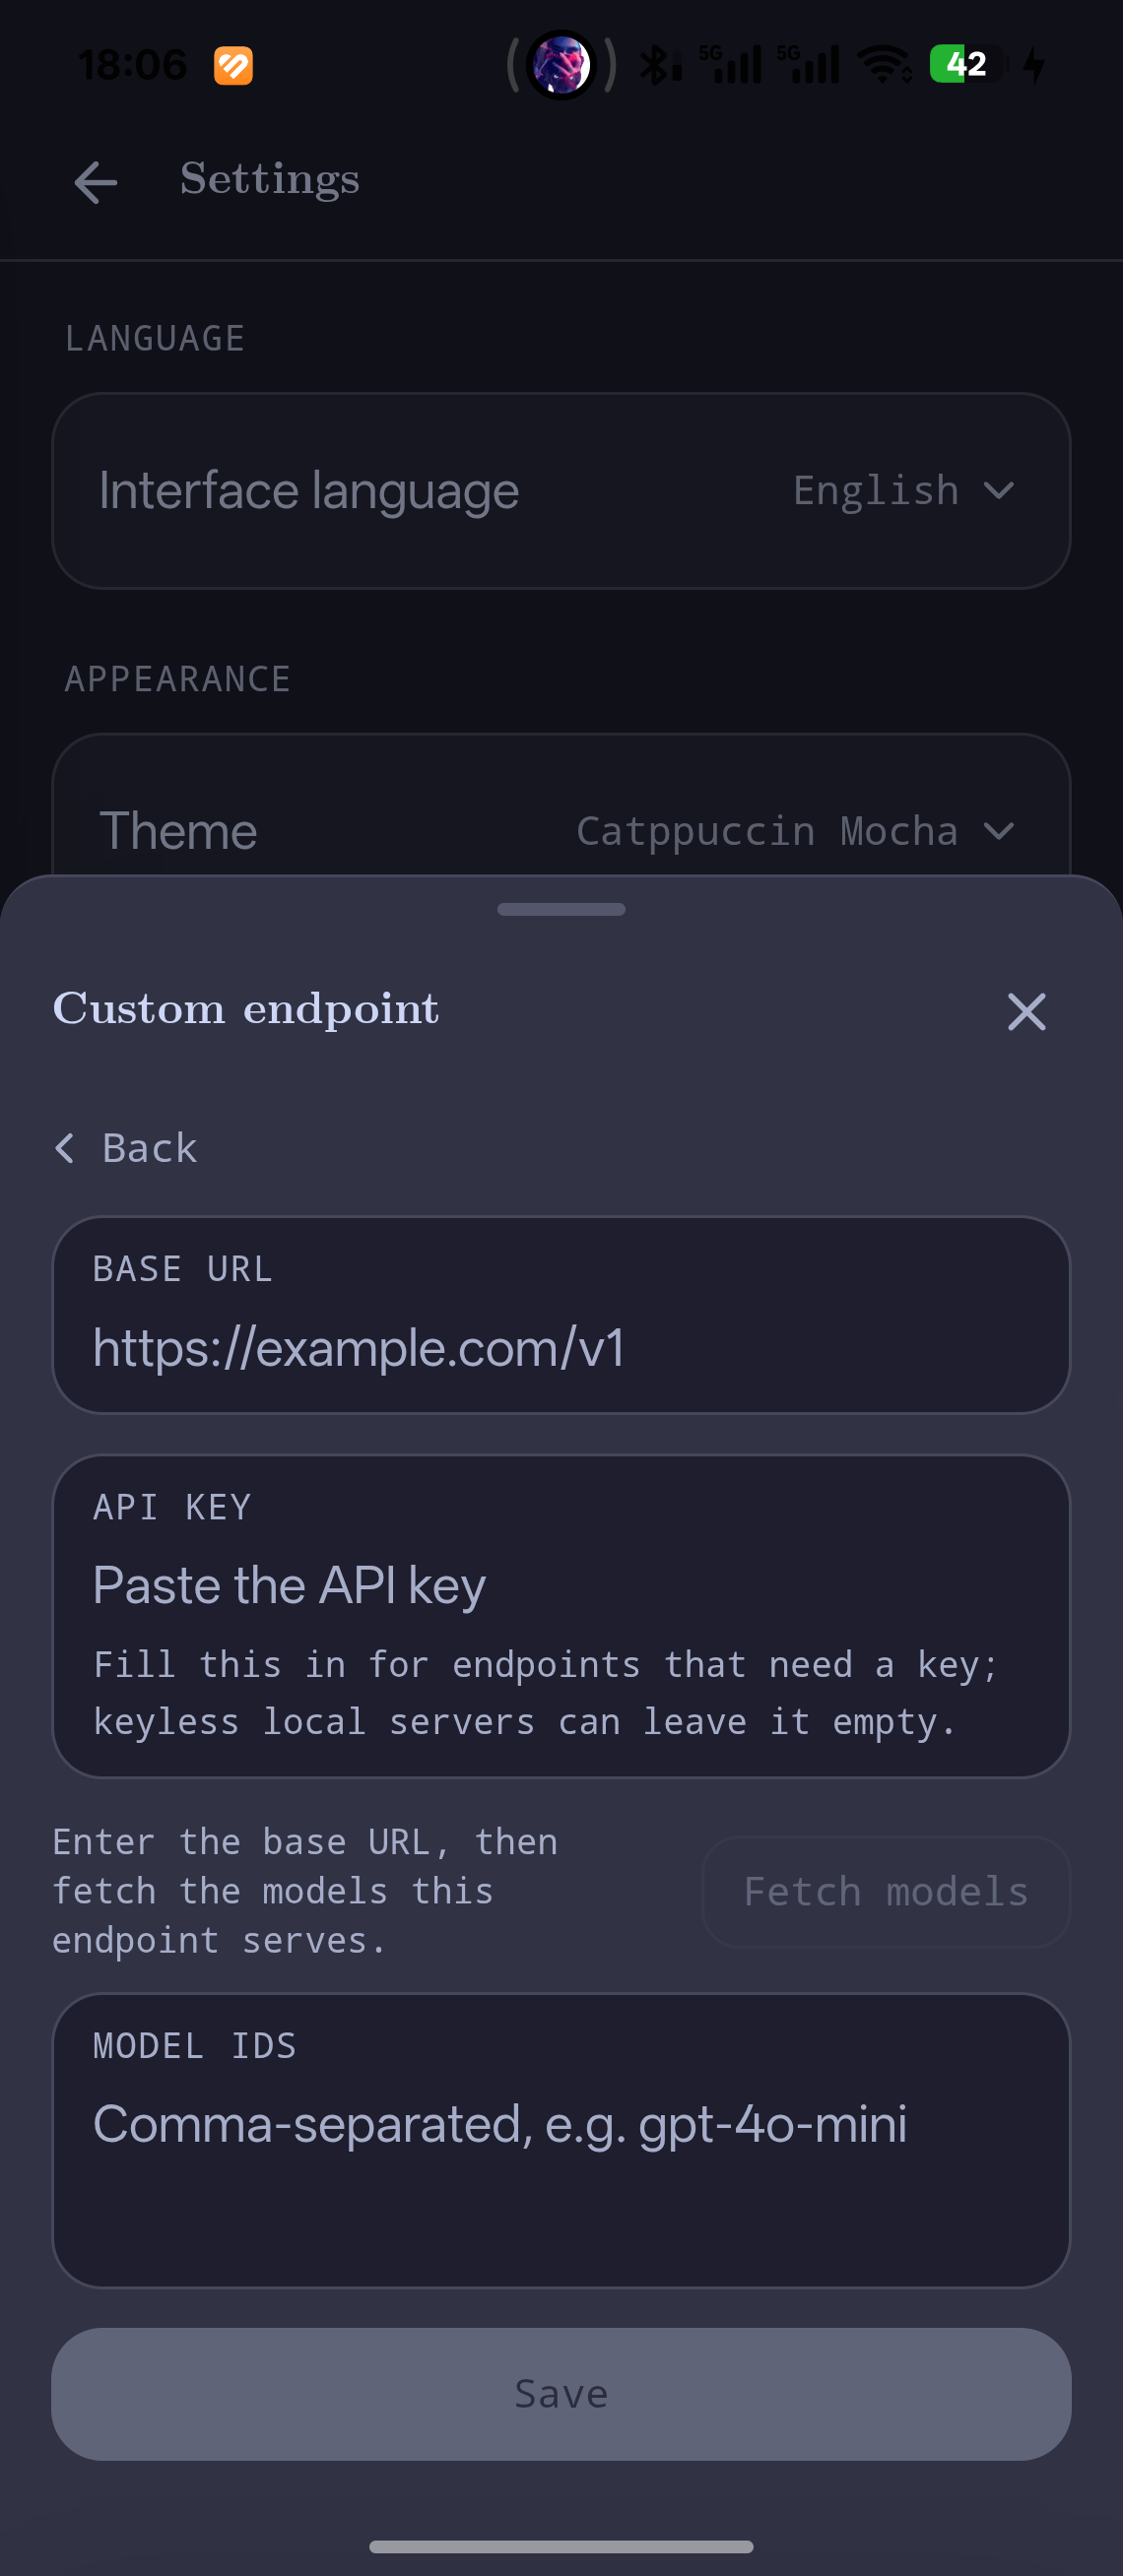 18:06
5G
5G
42
Settings
LANGUAGE
Interface language
English
APPEARANCE
Theme
Catppuccin Mocha
Custom endpoint
Back
BASE URL
https://example.com/v1
API KEY
Paste the API key
Fill this in for endpoints that need a key;
keyless local servers can leave it empty.
Enter the base URL, then
fetch the models this
endpoint serves.
Fetch models
MODEL IDS
Comma-separated, e.g. gpt-4o-mini
Save